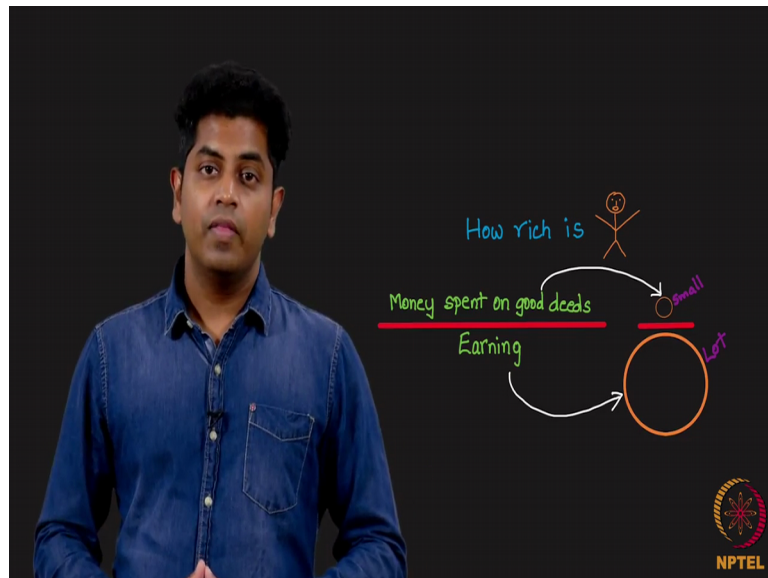 How rich is
Money spent on good deeds
Earning
small
Lot
NPTEL